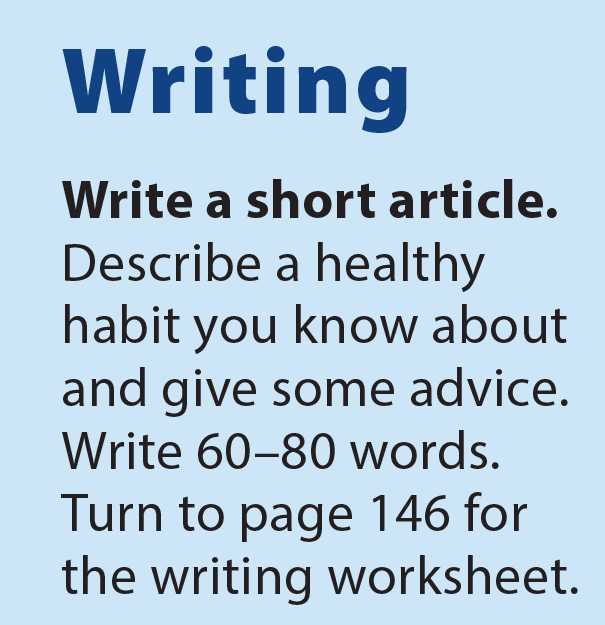 Writing
Write a short article.
Describe a healthy
habit you know about
and give some advice.
Write 60–80 words.
Turn to page 146 for
the writing worksheet.